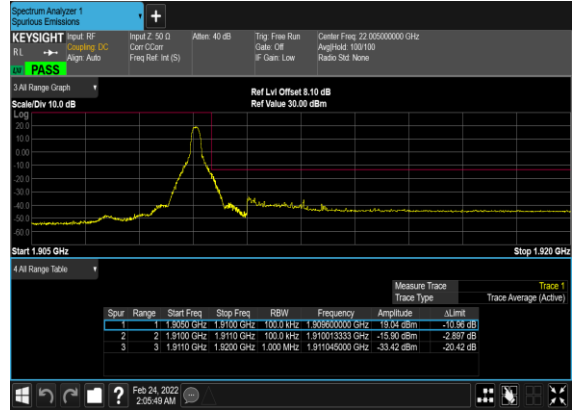 Spectrum Analyzer 1
Spurious Emissions
+
KEYSIGHT Input: RF Input Z: 50 Ω Atten: 40 dB Trig: Free Run Center Freq: 22.005000000 GHz
RL Coupling: DC Corr CCorr Gate: Off Avg|Hold: 100/100
Align: Auto Freq Ref: Int (S) IF Gain: Low Radio Std: None
PASS
3 All Range Graph
Ref Lvl Offset 8.10 dB
Scale/Div 10.0 dB Ref Value 30.00 dBm
Log
20.0
10.0
0.00
-10.0
-20.0
-30.0
-40.0
-50.0
-60.0
Start 1.905 GHz Stop 1.920 GHz
4 All Range Table
Measure Trace Trace 1
Trace Type Trace Average (Active)
Spur Range Start Freq Stop Freq RBW Frequency Amplitude ΔLimit
1 1 1.9050 GHz 1.9100 GHz 100.0 kHz 1.909600000 GHz 19.04 dBm -10.96 dB
2 2 1.9100 GHz 1.9110 GHz 100.0 kHz 1.910013333 GHz -15.90 dBm -2.897 dB
3 3 1.9110 GHz 1.9200 GHz 1.000 MHz 1.911045000 GHz -33.42 dBm -20.42 dB
? Feb 24, 2022
2:05:49 AM